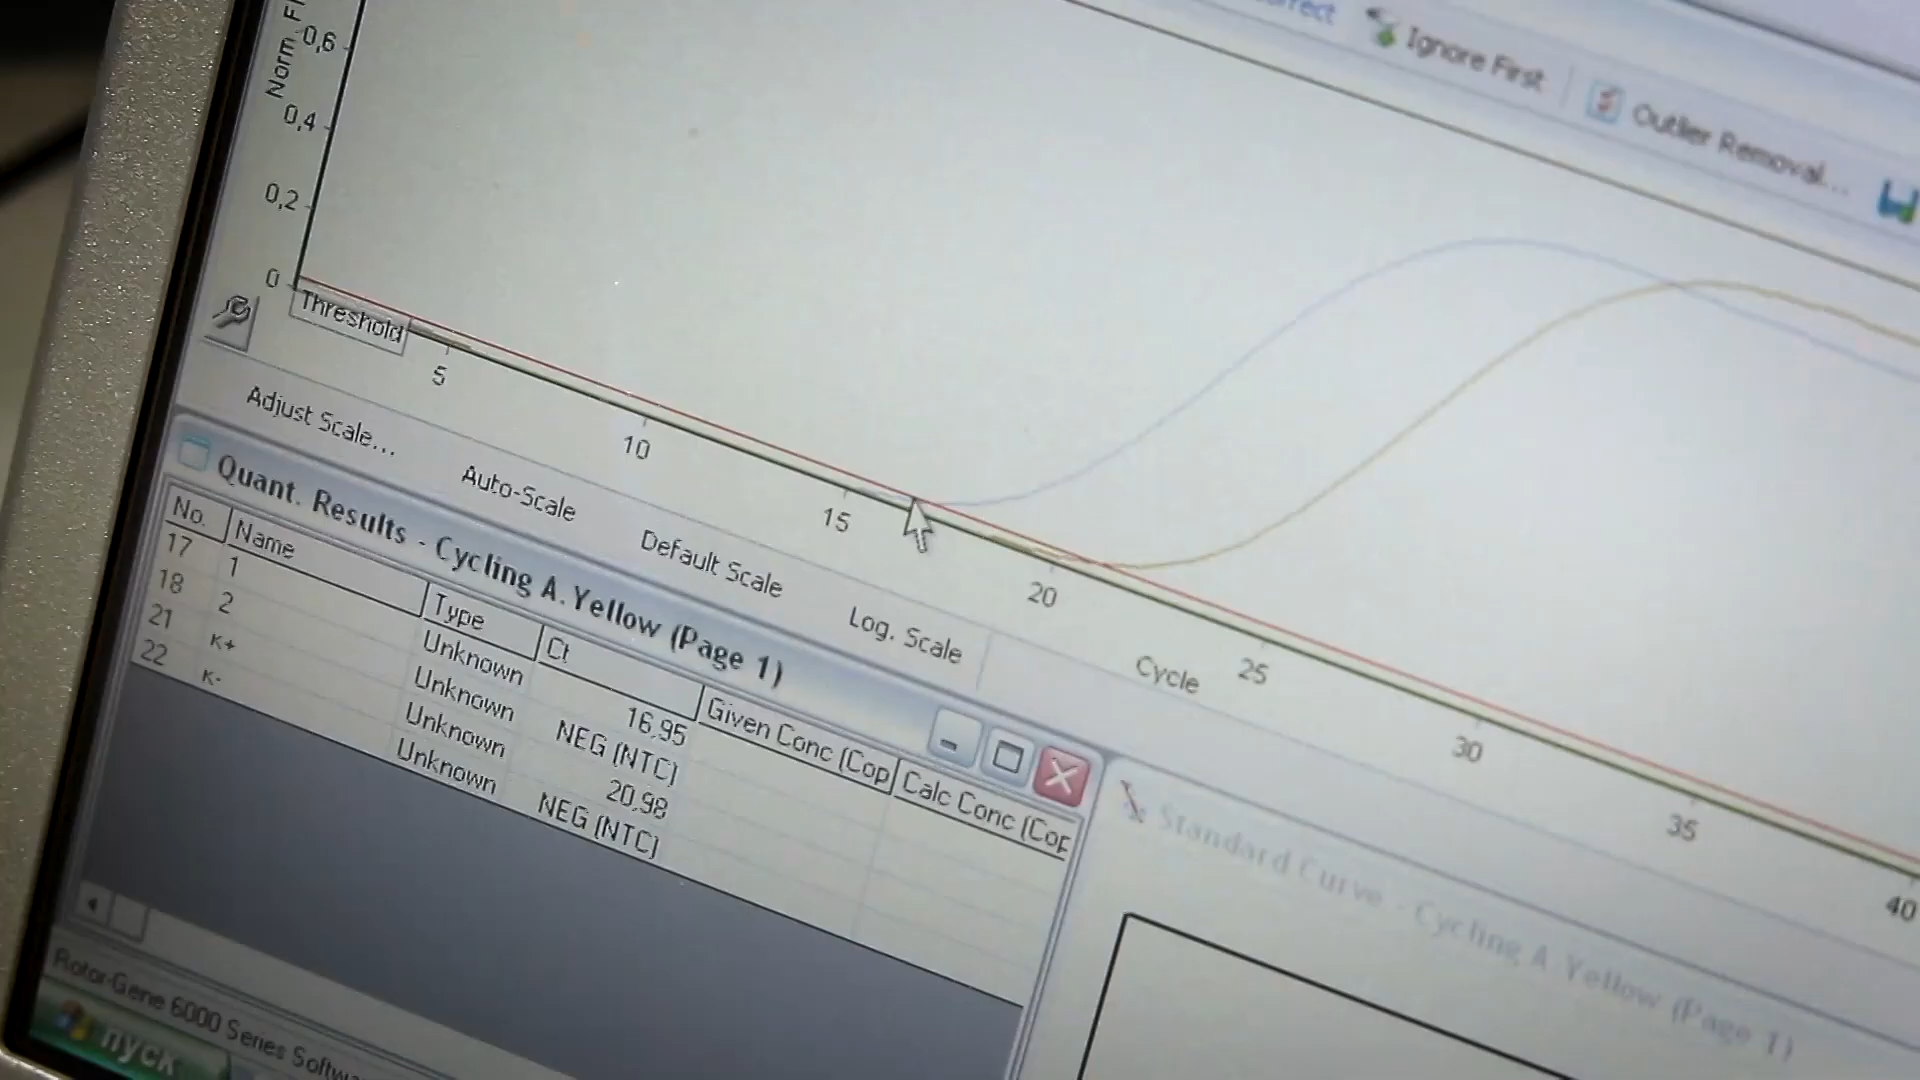 Norm. Fl
0,6
0,4
0,2
0
Ignore First
Outlier Removal...
Threshold
5
10
15
20
25
30
35
40
Cycle
Adjust Scale...
Auto-Scale
Default Scale
Log. Scale
Quant. Results - Cycling A.Yellow (Page 1)
No. Name Type Ct Given Conc (Cop Calc Conc (Cop
17 1 Unknown 16,95
18 2 Unknown NEG (NTC)
21 к+ Unknown 20,98
22 к- Unknown NEG (NTC)
Standard Curve - Cycling A.Yellow (Page 1)
Rotor-Gene 6000 Series Softwa
пуск